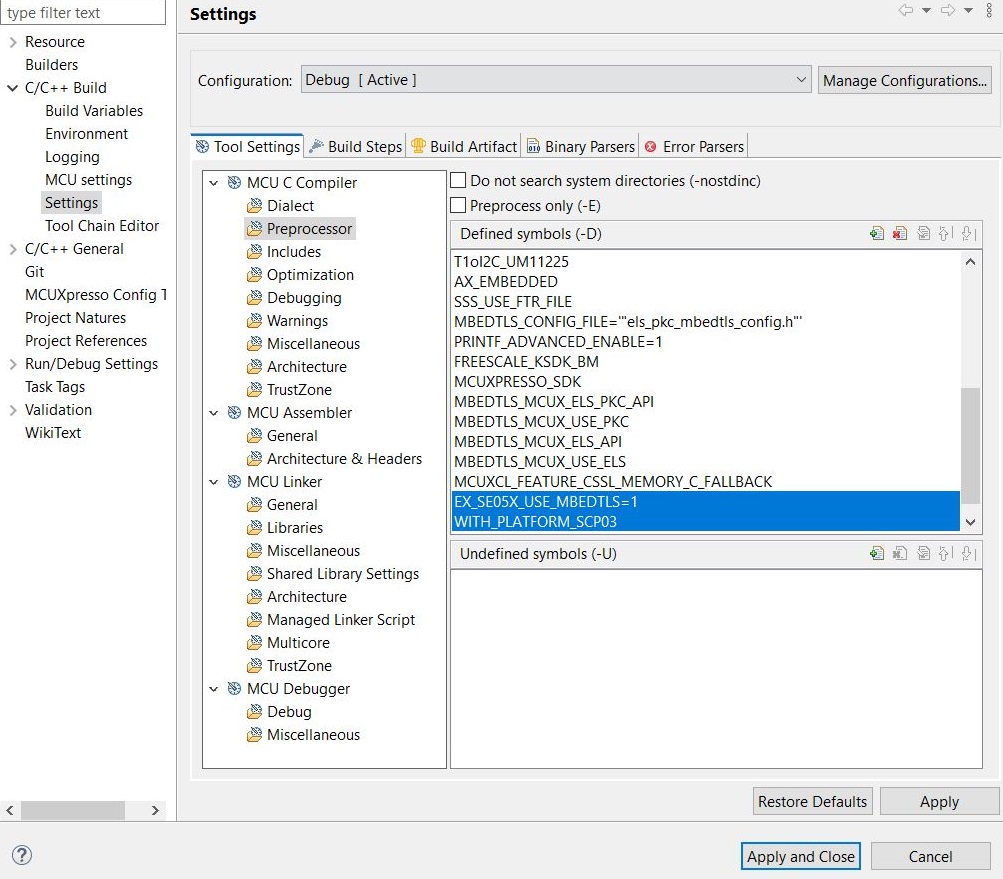 type filter text
Resource
Builders
C/C++ Build
Build Variables
Environment
Logging
MCU settings
Settings
Tool Chain Editor
C/C++ General
Git
MCUXpresso Config T
Project Natures
Project References
Run/Debug Settings
Task Tags
Validation
WikiText
Settings
Configuration:
Debug [ Active ]
Manage Configurations...
Tool Settings
Build Steps
Build Artifact
Binary Parsers
Error Parsers
MCU C Compiler
Dialect
Preprocessor
Includes
Optimization
Debugging
Warnings
Miscellaneous
Architecture
TrustZone
MCU Assembler
General
Architecture & Headers
MCU Linker
General
Libraries
Miscellaneous
Shared Library Settings
Architecture
Managed Linker Script
Multicore
TrustZone
MCU Debugger
Debug
Miscellaneous
Do not search system directories (-nostdinc)
Preprocess only (-E)
Defined symbols (-D)
T1oI2C_UM11225
AX_EMBEDDED
SSS_USE_FTR_FILE
MBEDTLS_CONFIG_FILE='"els_pkc_mbedtls_config.h"'
PRINTF_ADVANCED_ENABLE=1
FREESCALE_KSDK_BM
MCUXPRESSO_SDK
MBEDTLS_MCUX_ELS_PKC_API
MBEDTLS_MCUX_USE_PKC
MBEDTLS_MCUX_ELS_API
MBEDTLS_MCUX_USE_ELS
MCUXCL_FEATURE_CSSL_MEMORY_C_FALLBACK
EX_SE05X_USE_MBEDTLS=1
WITH_PLATFORM_SCP03
Undefined symbols (-U)
Restore Defaults
Apply
Apply and Close
Cancel